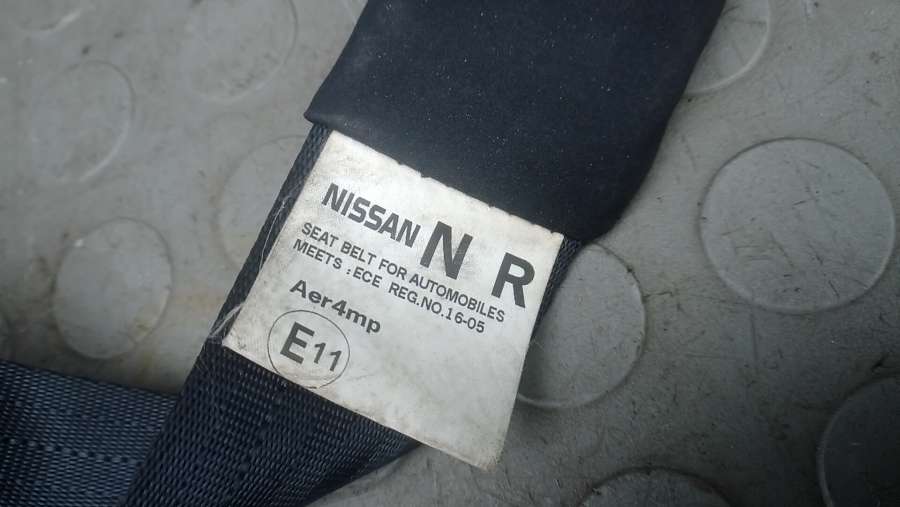 NISSAN N R
SEAT BELT FOR AUTOMOBILES
MEETS : ECE REG.NO.16-05
Aer4mp
E11